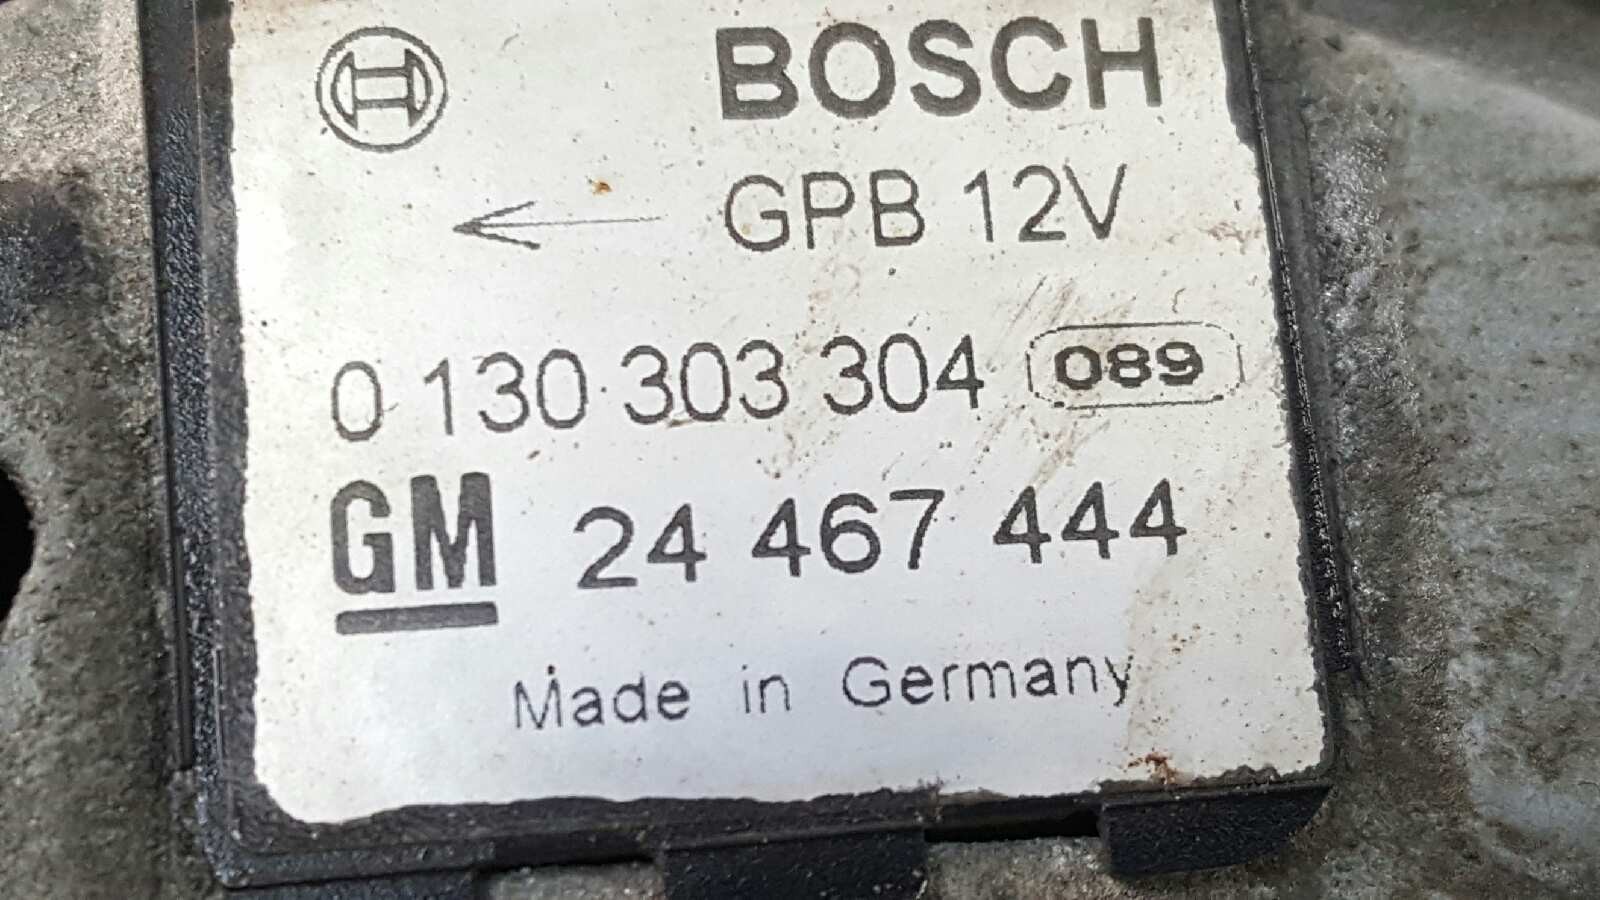 BOSCH
GPB 12V
0 130 303 304 089
GM 24 467 444
Made in Germany